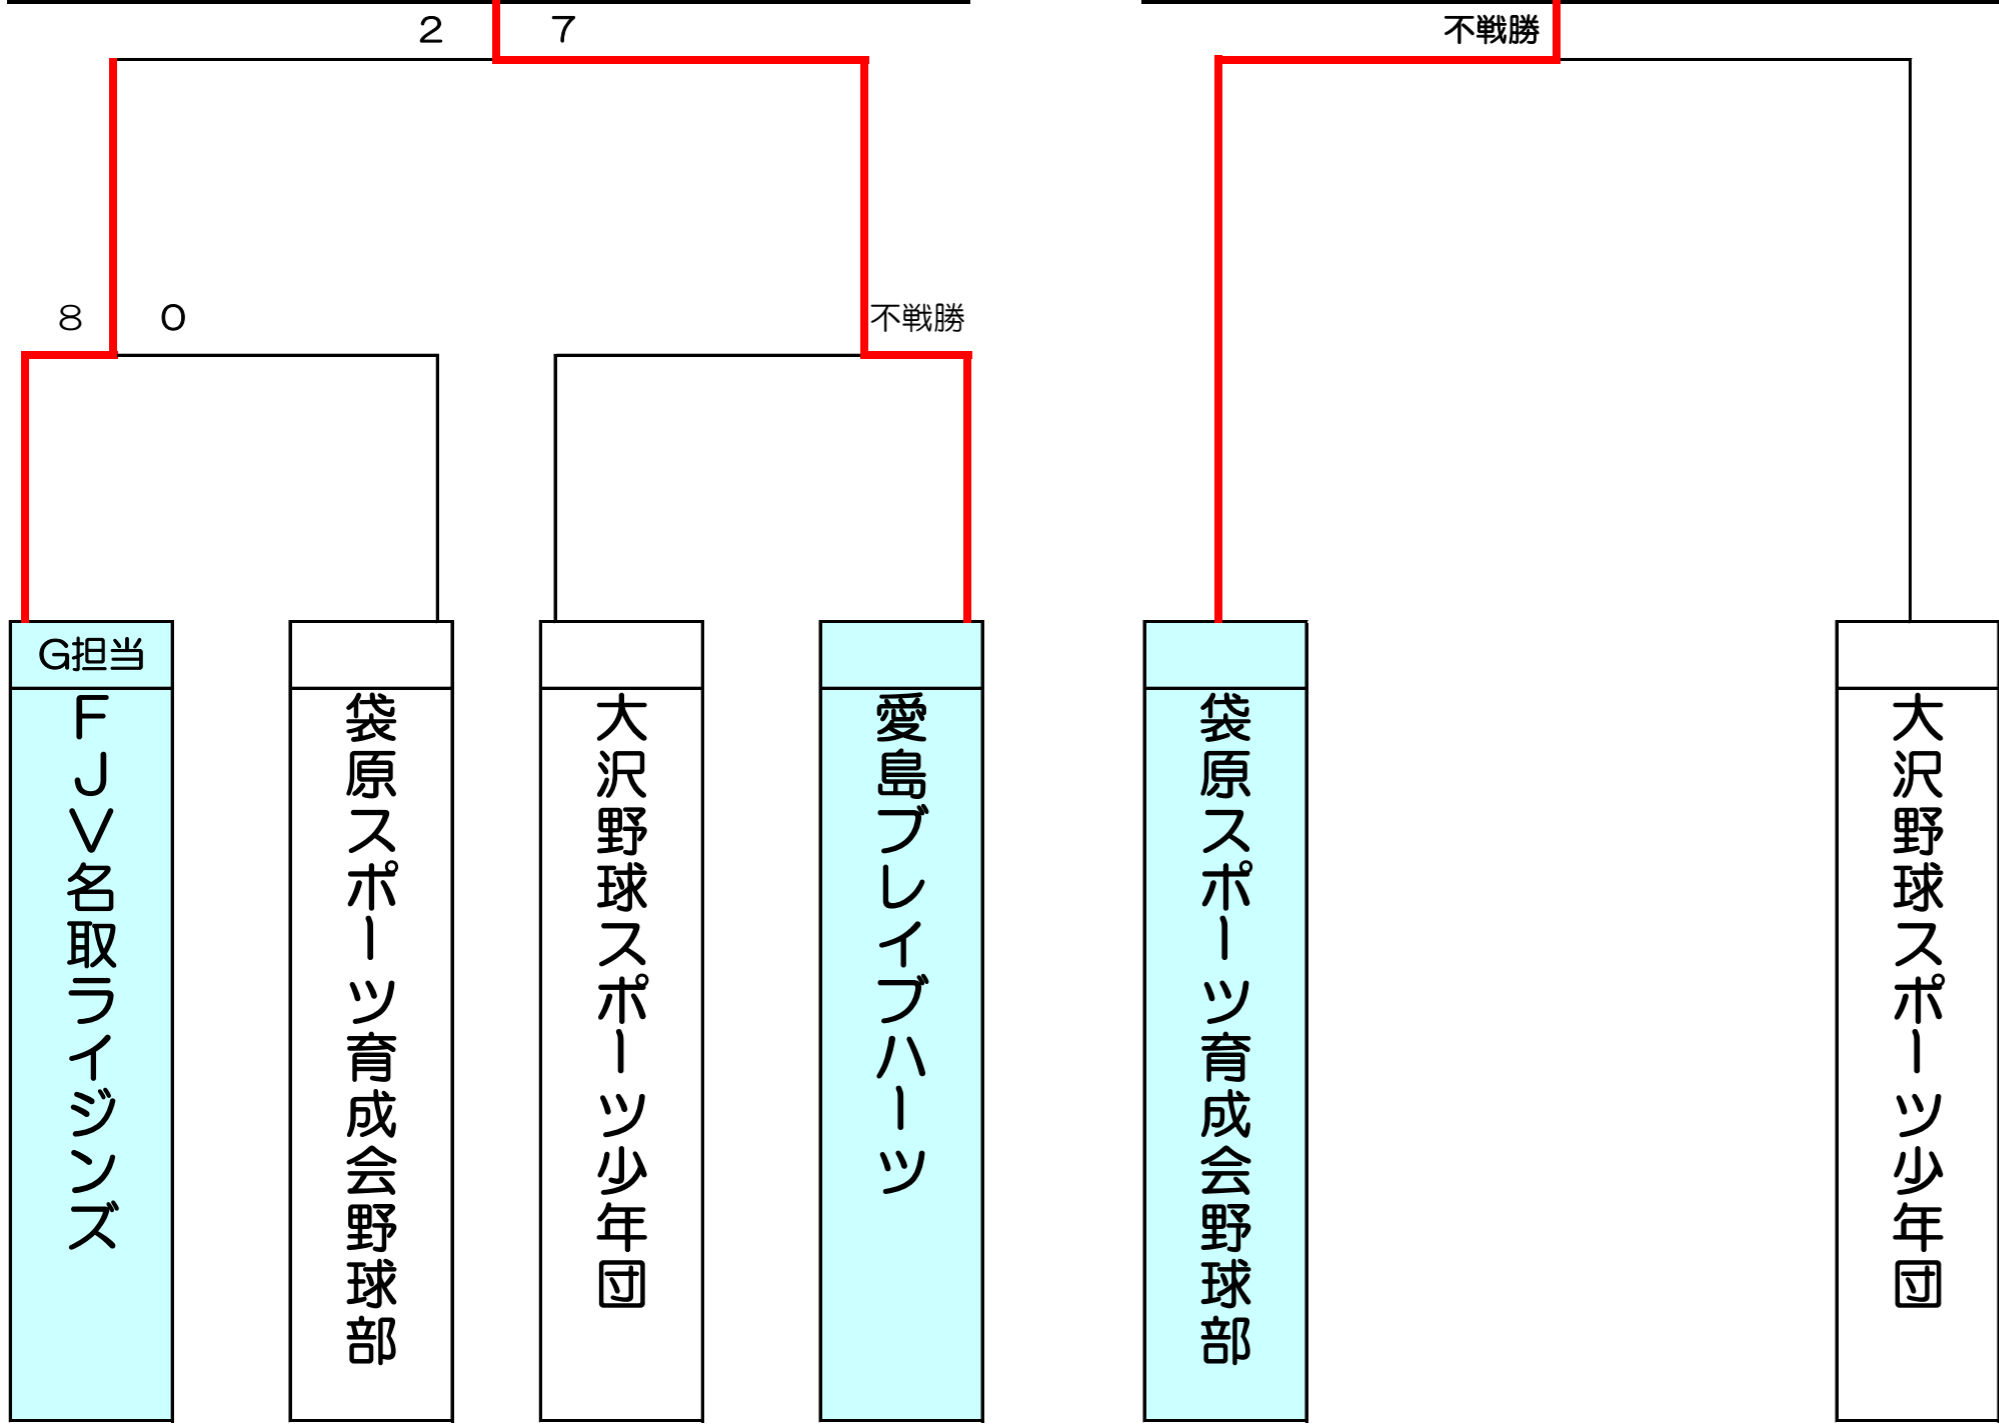 ２ ７
不戦勝
８ ０
不戦勝
G担当
ＦＪＶ名取ライジンズ
袋原スポーツ育成会野球部
大沢野球スポーツ少年団
愛島ブレイブハーツ
袋原スポーツ育成会野球部
大沢野球スポーツ少年団